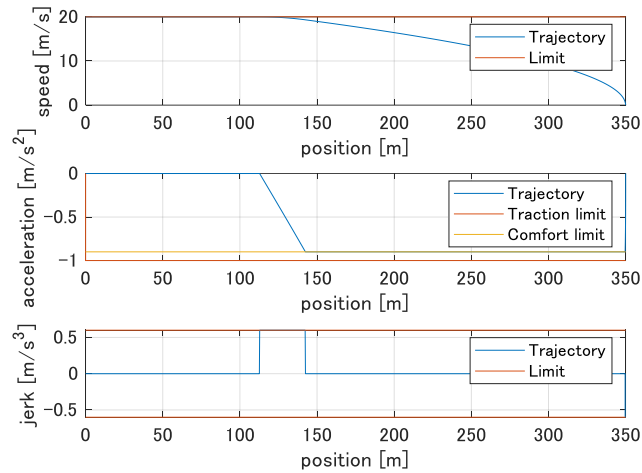 speed [m/s]
20
10
0
Trajectory
Limit
0 50 100 150 200 250 300 350
position [m]
acceleration [m/s²]
0
-0.5
-1
Trajectory
Traction limit
Comfort limit
0 50 100 150 200 250 300 350
position [m]
jerk [m/s³]
0.5
0
-0.5
Trajectory
Limit
0 50 100 150 200 250 300 350
position [m]